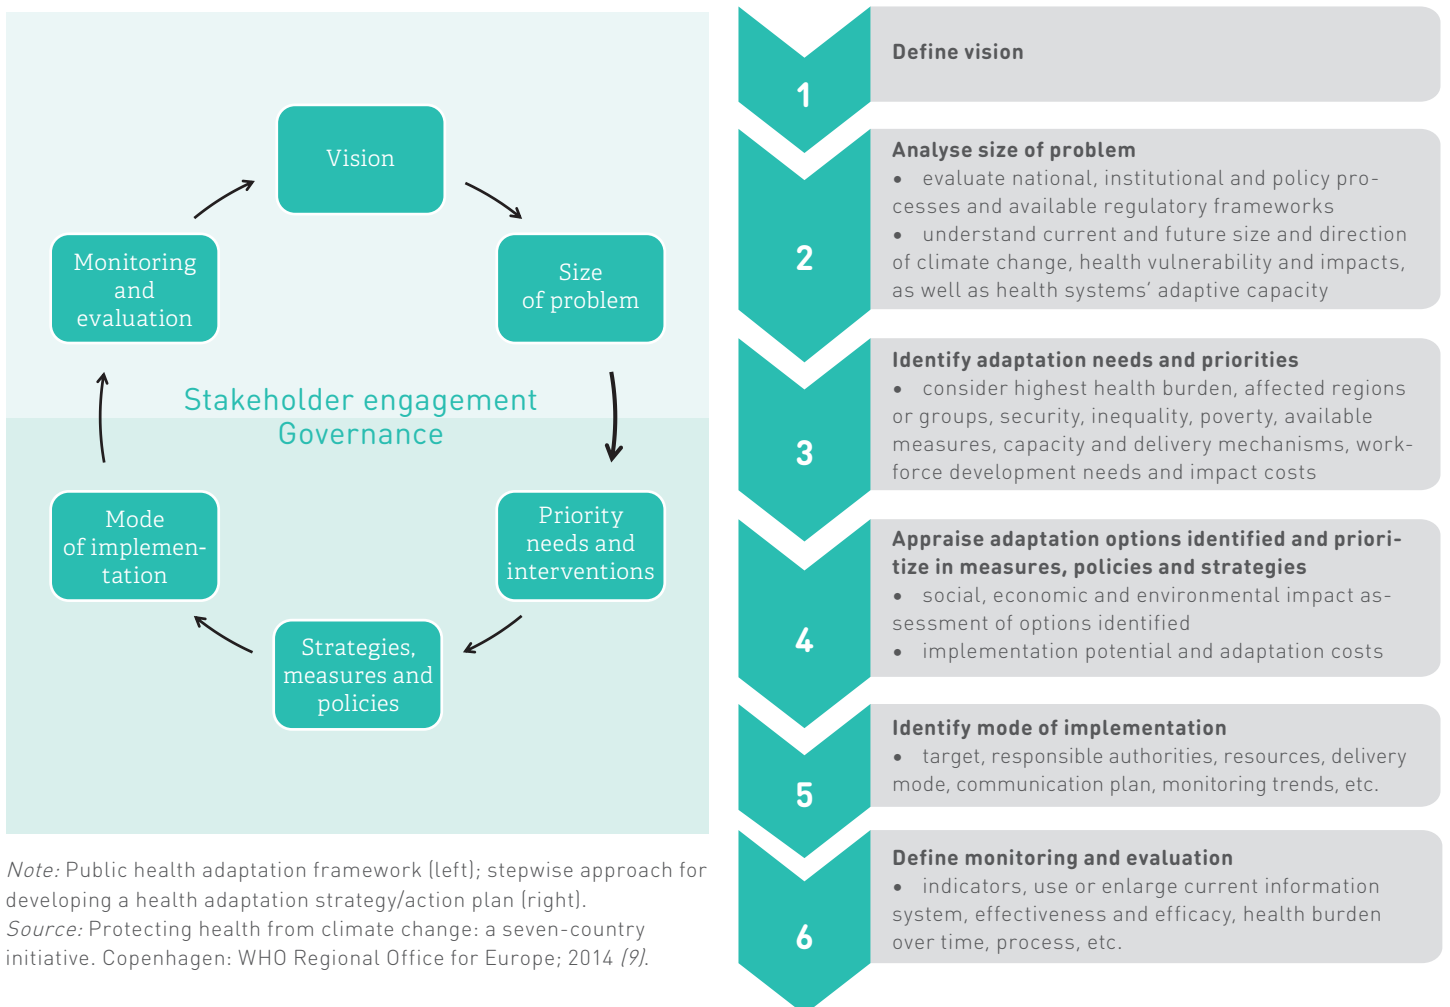 Vision
Size
of problem
Priority
needs and
interventions
Strategies,
measures and
policies
Mode
of implemen-
tation
Monitoring
and
evaluation
Stakeholder engagement
Governance
Note: Public health adaptation framework (left); stepwise approach for
developing a health adaptation strategy/action plan (right).
Source: Protecting health from climate change: a seven-country
initiative. Copenhagen: WHO Regional Office for Europe; 2014 (9).
1
Define vision
2
Analyse size of problem
• evaluate national, institutional and policy pro-
cesses and available regulatory frameworks
• understand current and future size and direction
of climate change, health vulnerability and impacts,
as well as health systems’ adaptive capacity
3
Identify adaptation needs and priorities
• consider highest health burden, affected regions
or groups, security, inequality, poverty, available
measures, capacity and delivery mechanisms, work-
force development needs and impact costs
4
Appraise adaptation options identified and priori-
tize in measures, policies and strategies
• social, economic and environmental impact as-
sessment of options identified
• implementation potential and adaptation costs
5
Identify mode of implementation
• target, responsible authorities, resources, delivery
mode, communication plan, monitoring trends, etc.
6
Define monitoring and evaluation
• indicators, use or enlarge current information
system, effectiveness and efficacy, health burden
over time, process, etc.